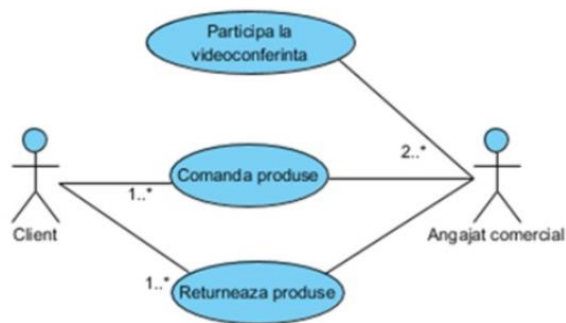 Participa la
videoconferinta
2..*
Comanda produse
1..*
Client
Angajat comercial
1..*
Returneaza produse